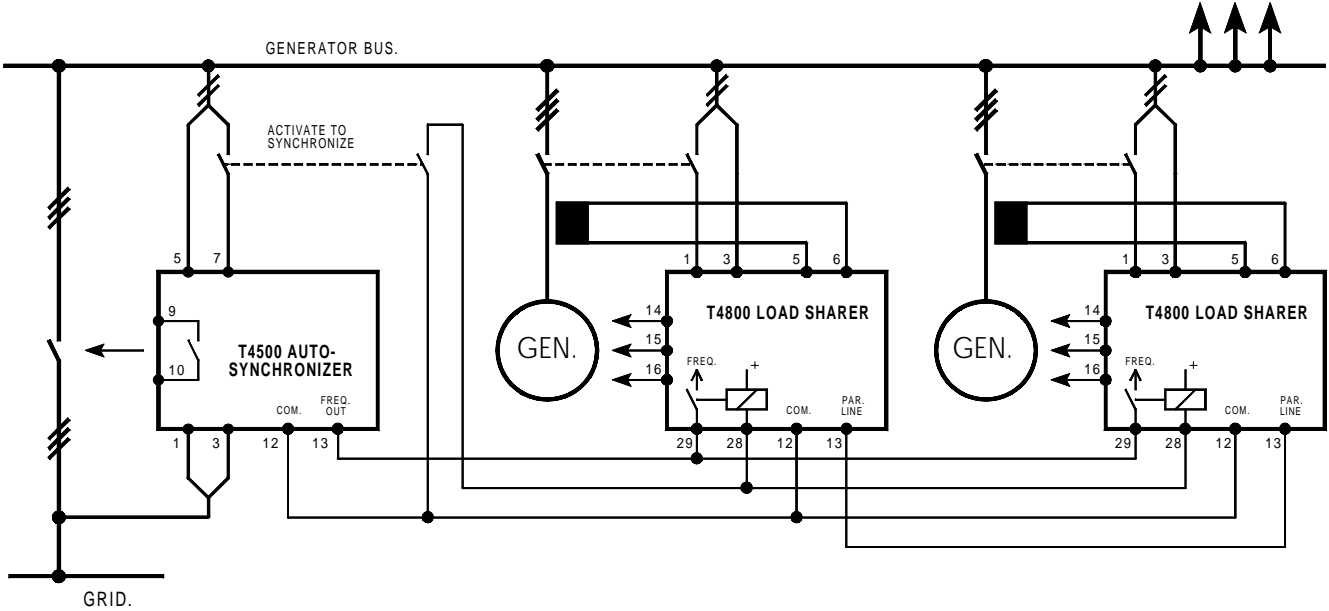 GENERATOR BUS.
ACTIVATE TO
SYNCHRONIZE
5 7
1 3 5 6
1 3 5 6
9
10
T4500 AUTO-
SYNCHRONIZER
COM.
FREQ.
OUT
1 3 12 13
GEN.
14
15
16
T4800 LOAD SHARER
FREQ.
+
COM.
PAR.
LINE
29 28 12 13
GEN.
14
15
16
T4800 LOAD SHARER
FREQ.
+
COM.
PAR.
LINE
29 28 12 13
GRID.